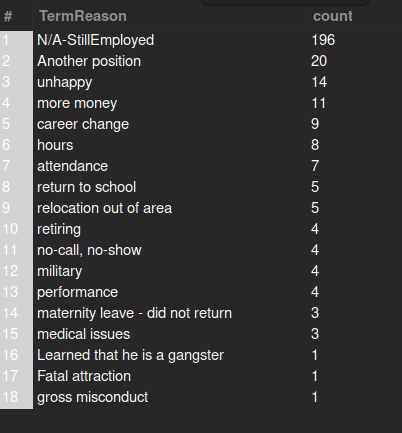 # TermReason count
1 N/A-StillEmployed 196
2 Another position 20
3 unhappy 14
4 more money 11
5 career change 9
6 hours 8
7 attendance 7
8 return to school 5
9 relocation out of area 5
10 retiring 4
11 no-call, no-show 4
12 military 4
13 performance 4
14 maternity leave - did not return 3
15 medical issues 3
16 Learned that he is a gangster 1
17 Fatal attraction 1
18 gross misconduct 1